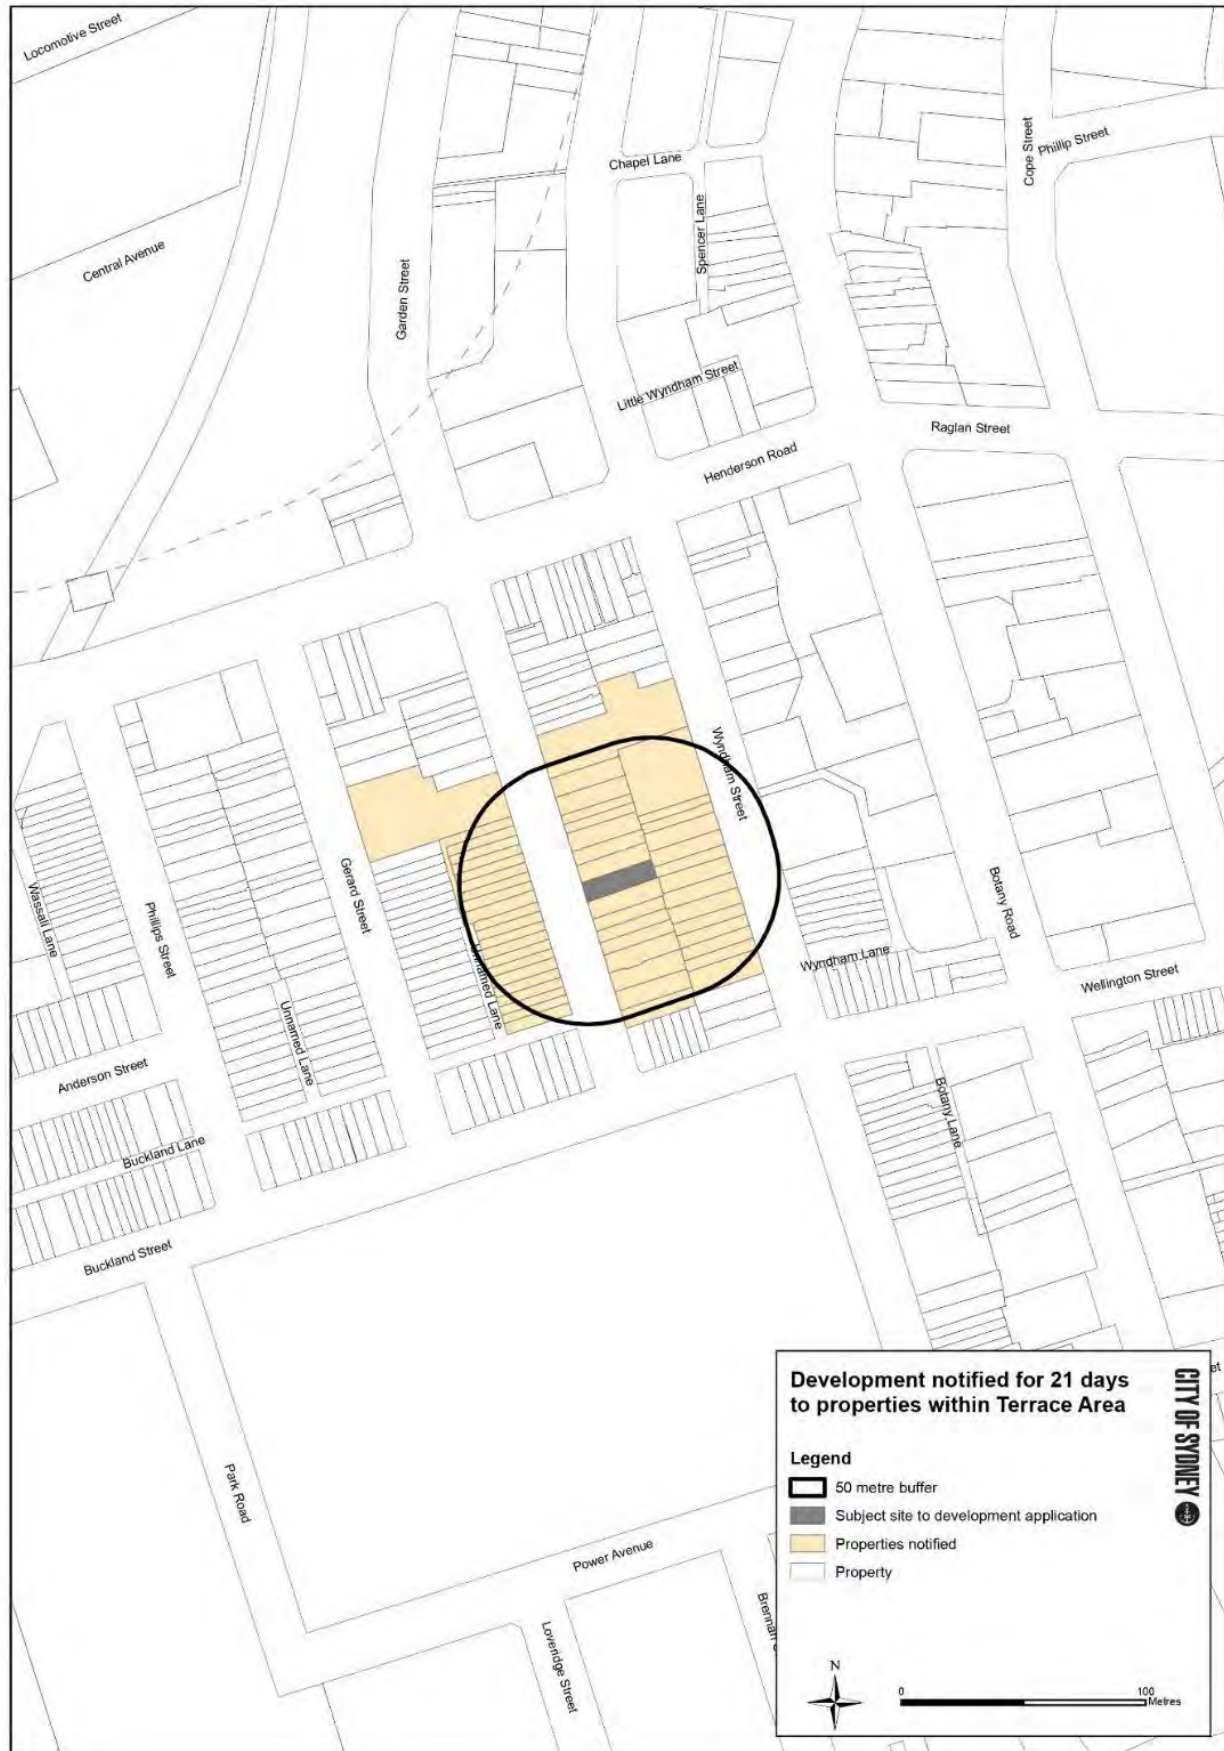 Locomotive Street
Central Avenue
Garden Street
Chapel Lane
Spencer Lane
Cope Street
Phillip Street
Little Wyndham Street
Henderson Road
Raglan Street
Wyndham Street
Wassall Lane
Phillips Street
Gerard Street
Unnamed Lane
Unnamed Lane
Wyndham Lane
Botany Road
Wellington Street
Anderson Street
Buckland Lane
Botany Lane
Buckland Street
Park Road
Power Avenue
Loveridge Street
Development notified for 21 days
to properties within Terrace Area
CITY OF SYDNEY
Legend
50 metre buffer
Subject site to development application
Properties notified
Property
N
0 100
Metres